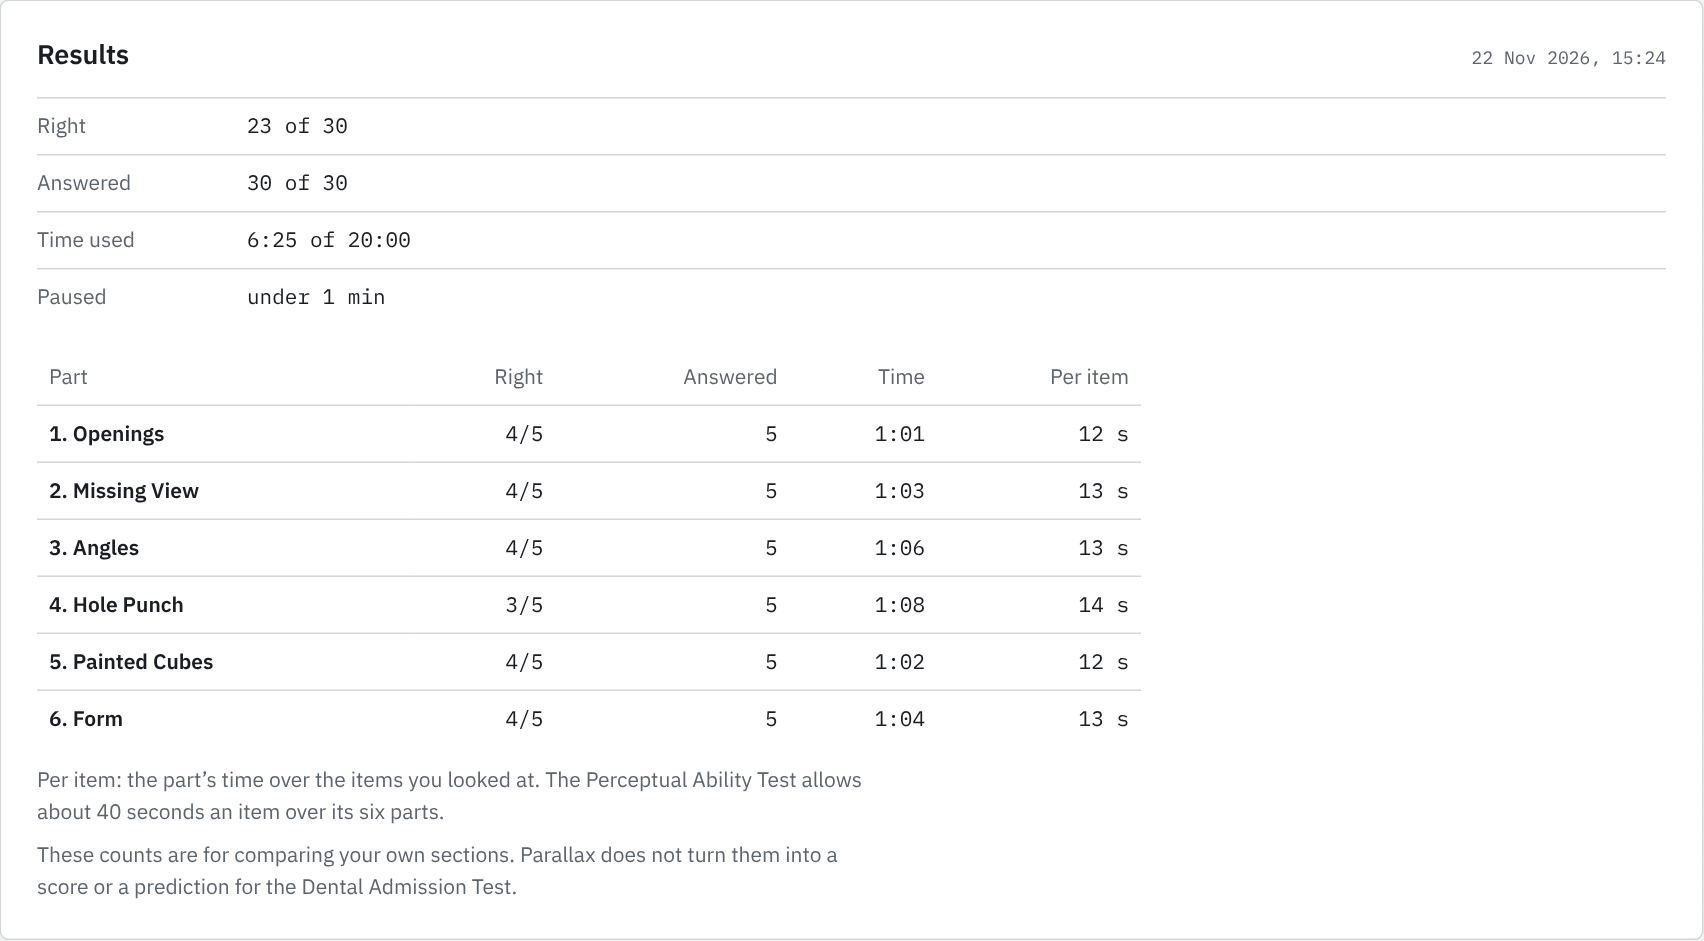 Results
22 Nov 2026, 15:24
Right 23 of 30
Answered 30 of 30
Time used 6:25 of 20:00
Paused under 1 min
Part Right Answered Time Per item
1. Openings 4/5 5 1:01 12 s
2. Missing View 4/5 5 1:03 13 s
3. Angles 4/5 5 1:06 13 s
4. Hole Punch 3/5 5 1:08 14 s
5. Painted Cubes 4/5 5 1:02 12 s
6. Form 4/5 5 1:04 13 s
Per item: the part’s time over the items you looked at. The Perceptual Ability Test allows
about 40 seconds an item over its six parts.
These counts are for comparing your own sections. Parallax does not turn them into a
score or a prediction for the Dental Admission Test.